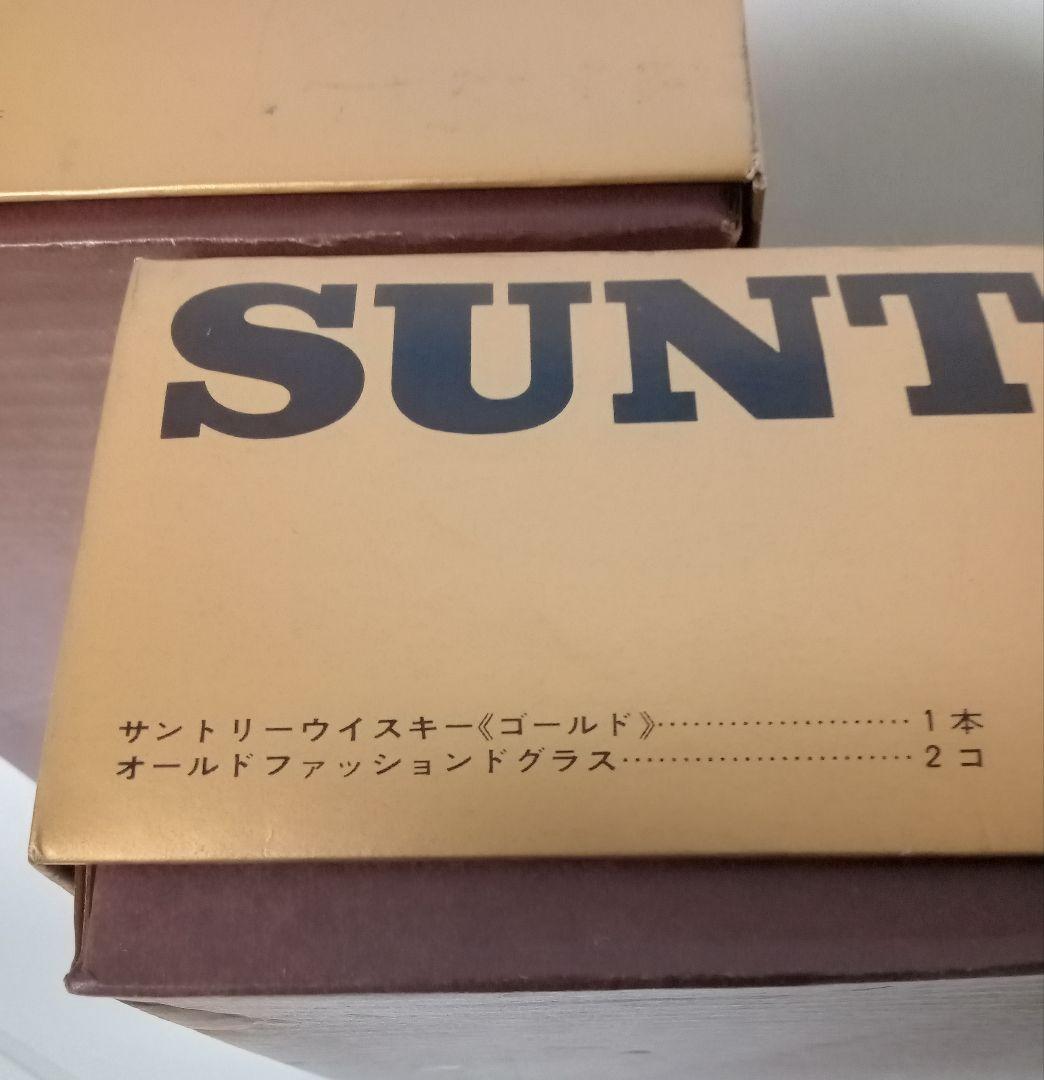 SUNT
サントリーウイスキー《ゴールド》…………………1本
オールドファッションドグラス……………………2コ